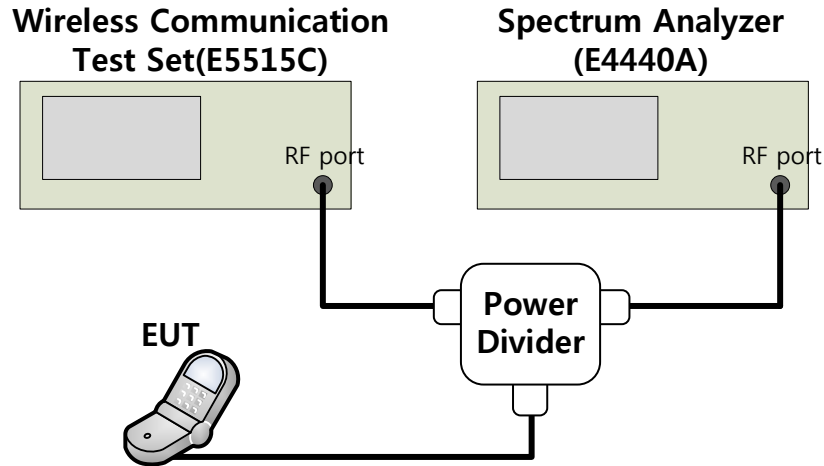 Wireless Communication
Test Set(E5515C)
Spectrum Analyzer
(E4440A)
RF port
RF port
Power
Divider
EUT